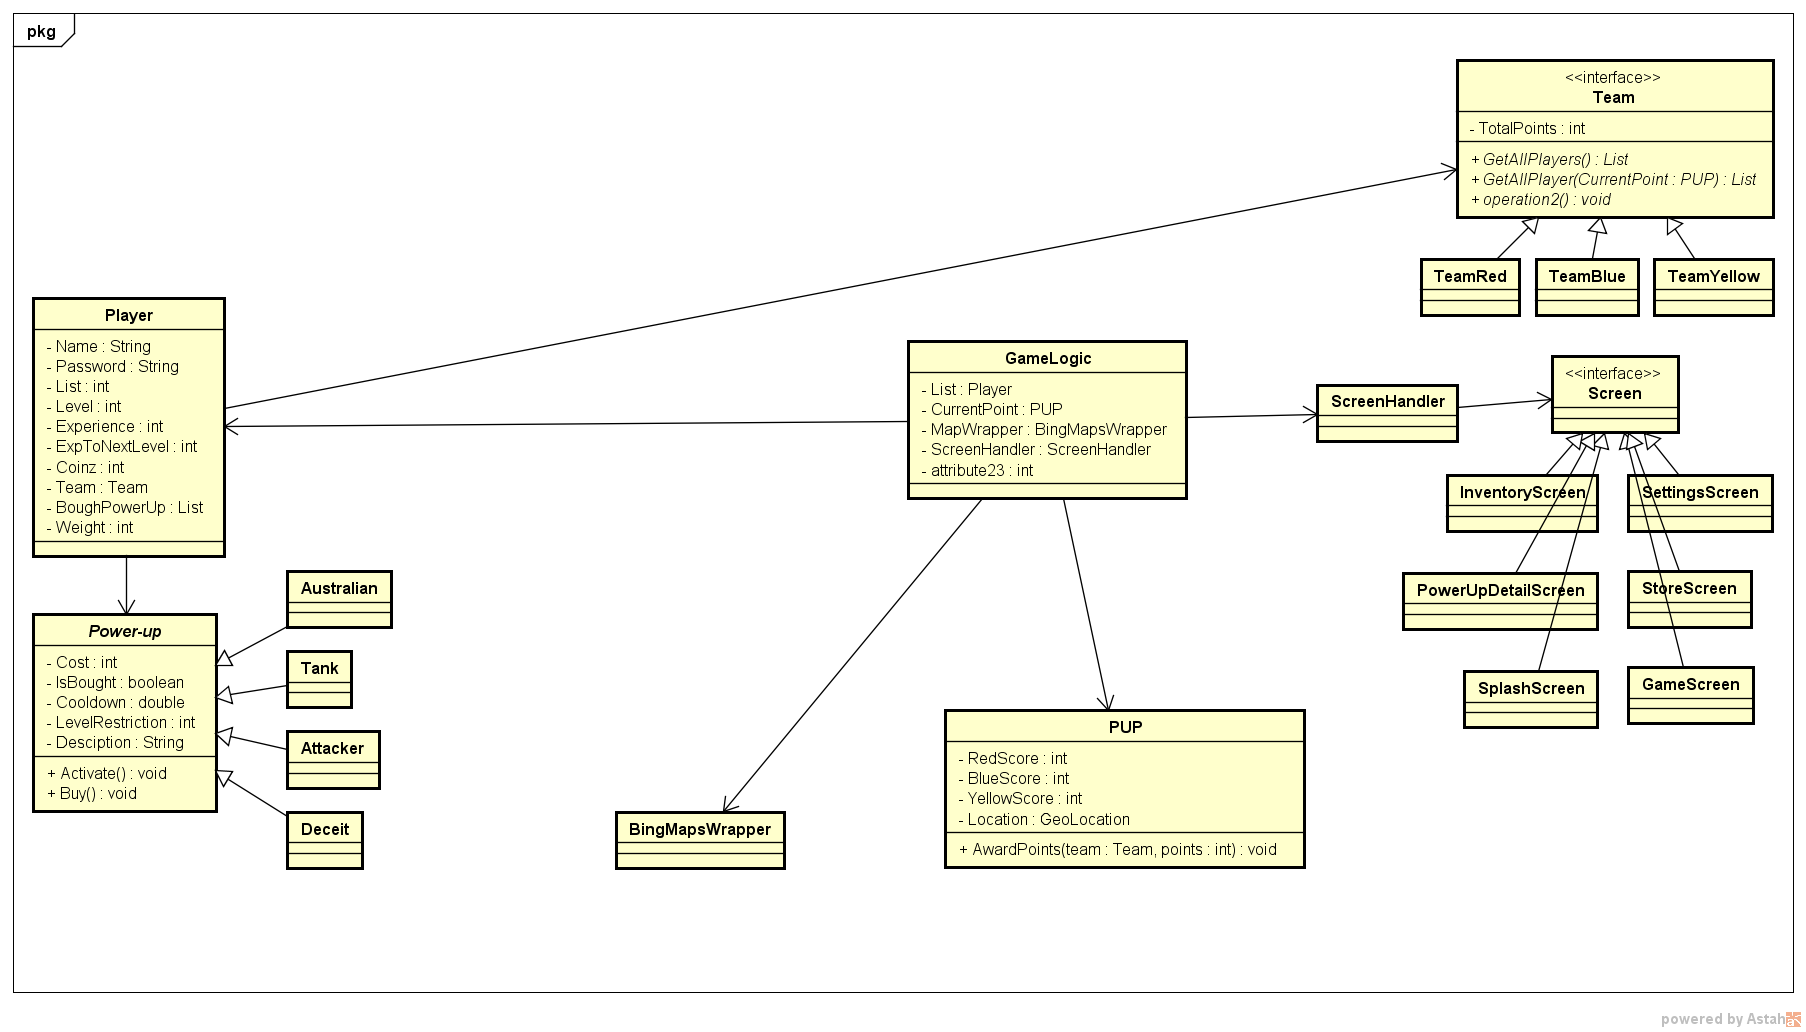 pkg
<<interface>>
Team
- TotalPoints : int
+ GetAllPlayers() : List
+ GetAllPlayer(CurrentPoint : PUP) : List
+ operation2() : void
TeamRed
TeamBlue
TeamYellow
Player
- Name : String
- Password : String
- List : int
- Level : int
- Experience : int
- ExpToNextLevel : int
- Coinz : int
- Team : Team
- BoughPowerUp : List
- Weight : int
GameLogic
- List : Player
- CurrentPoint : PUP
- MapWrapper : BingMapsWrapper
- ScreenHandler : ScreenHandler
- attribute23 : int
ScreenHandler
<<interface>>
Screen
InventoryScreen
SettingsScreen
PowerUpDetailScreen
StoreScreen
SplashScreen
GameScreen
Power-up
- Cost : int
- IsBought : boolean
- Cooldown : double
- LevelRestriction : int
- Desciption : String
+ Activate() : void
+ Buy() : void
Australian
Tank
Attacker
Deceit
BingMapsWrapper
PUP
- RedScore : int
- BlueScore : int
- YellowScore : int
- Location : GeoLocation
+ AwardPoints(team : Team, points : int) : void
powered by Astah